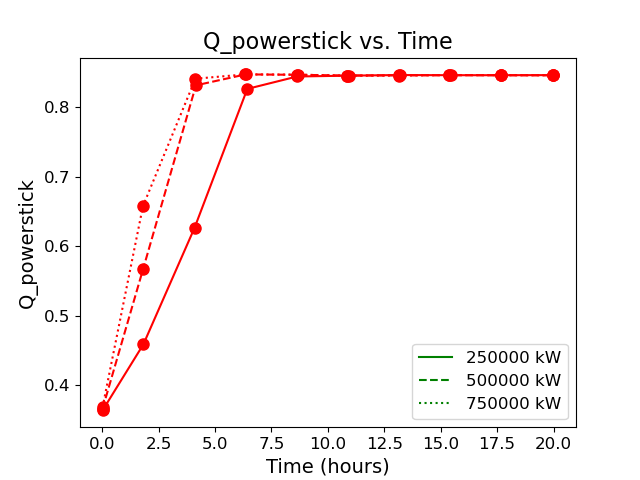 Q_powerstick vs. Time
0.8
0.7
0.6
0.5
0.4
Q_powerstick
250000 kW
500000 kW
750000 kW
0.0 2.5 5.0 7.5 10.0 12.5 15.0 17.5 20.0
Time (hours)